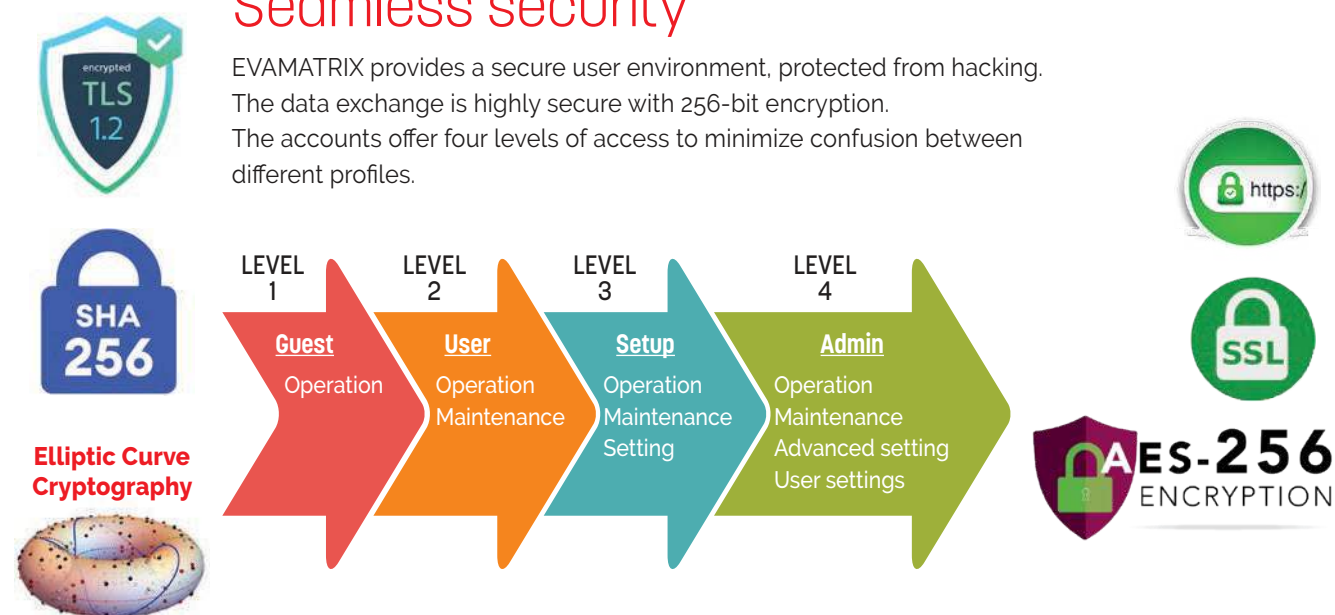 Seamless security
EVAMATRIX provides a secure user environment, protected from hacking.
The data exchange is highly secure with 256-bit encryption.
The accounts offer four levels of access to minimize confusion between
different profiles.
encrypted
TLS
1.2
SHA
256
Elliptic Curve
Cryptography
LEVEL
1
Guest
Operation
LEVEL
2
User
Operation
Maintenance
LEVEL
3
Setup
Operation
Maintenance
Setting
LEVEL
4
Admin
Operation
Maintenance
Advanced setting
User settings
https:/
SSL
AES-256
ENCRYPTION